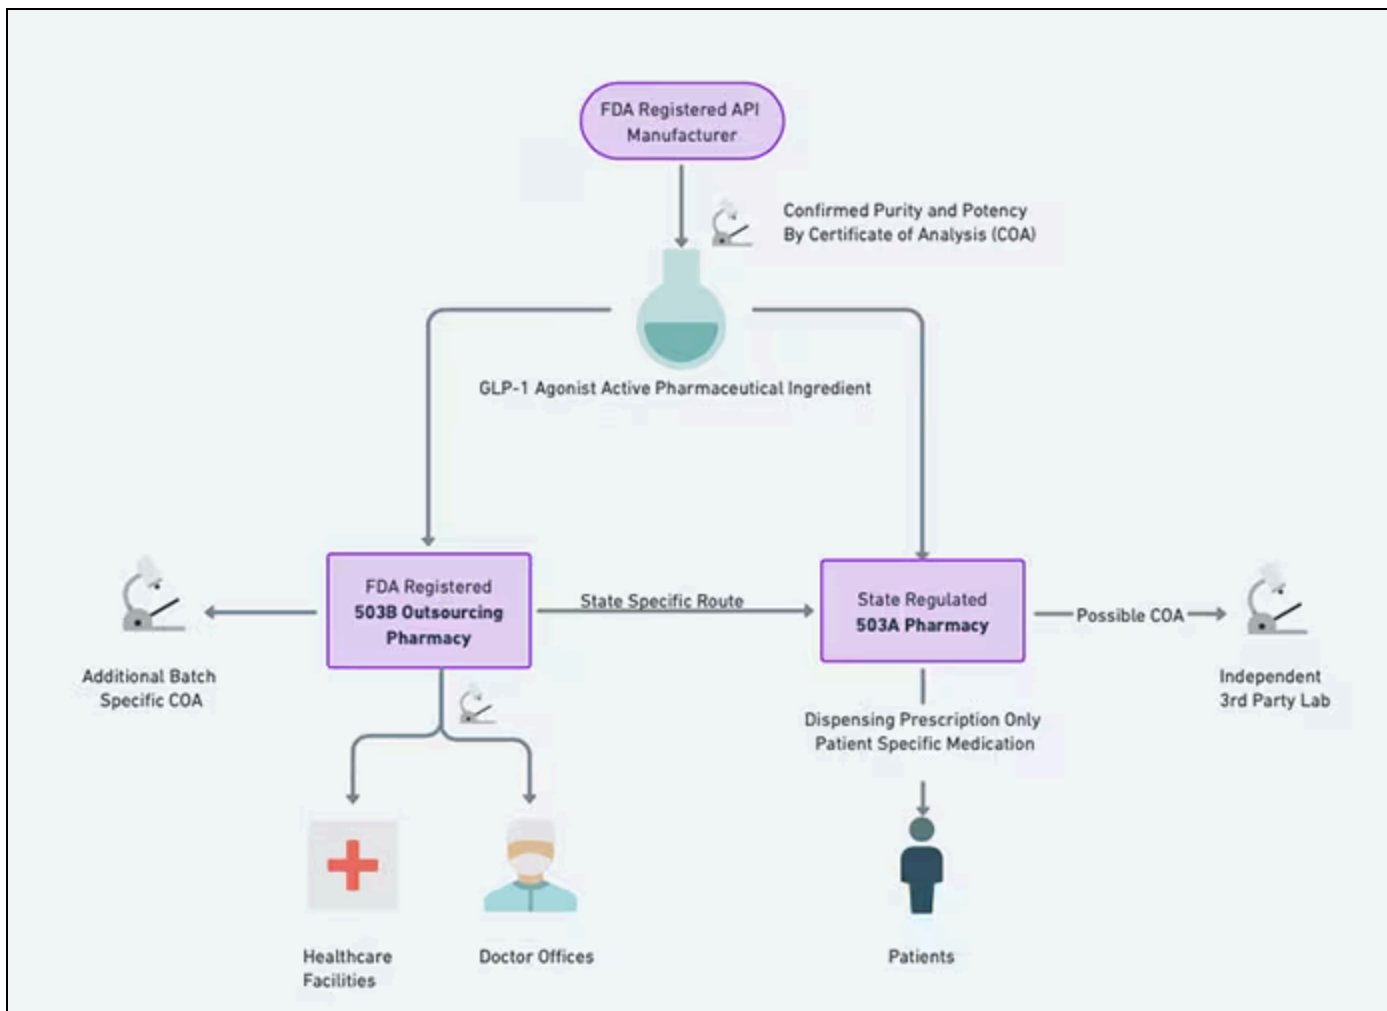 FDA Registered API
Manufacturer
Confirmed Purity and Potency
By Certificate of Analysis (COA)
GLP-1 Agonist Active Pharmaceutical Ingredient
FDA Registered
503B Outsourcing
Pharmacy
State Specific Route
State Regulated
503A Pharmacy
Possible COA
Additional Batch
Specific COA
Independent
3rd Party Lab
Dispensing Prescription Only
Patient Specific Medication
Healthcare
Facilities
Doctor Offices
Patients